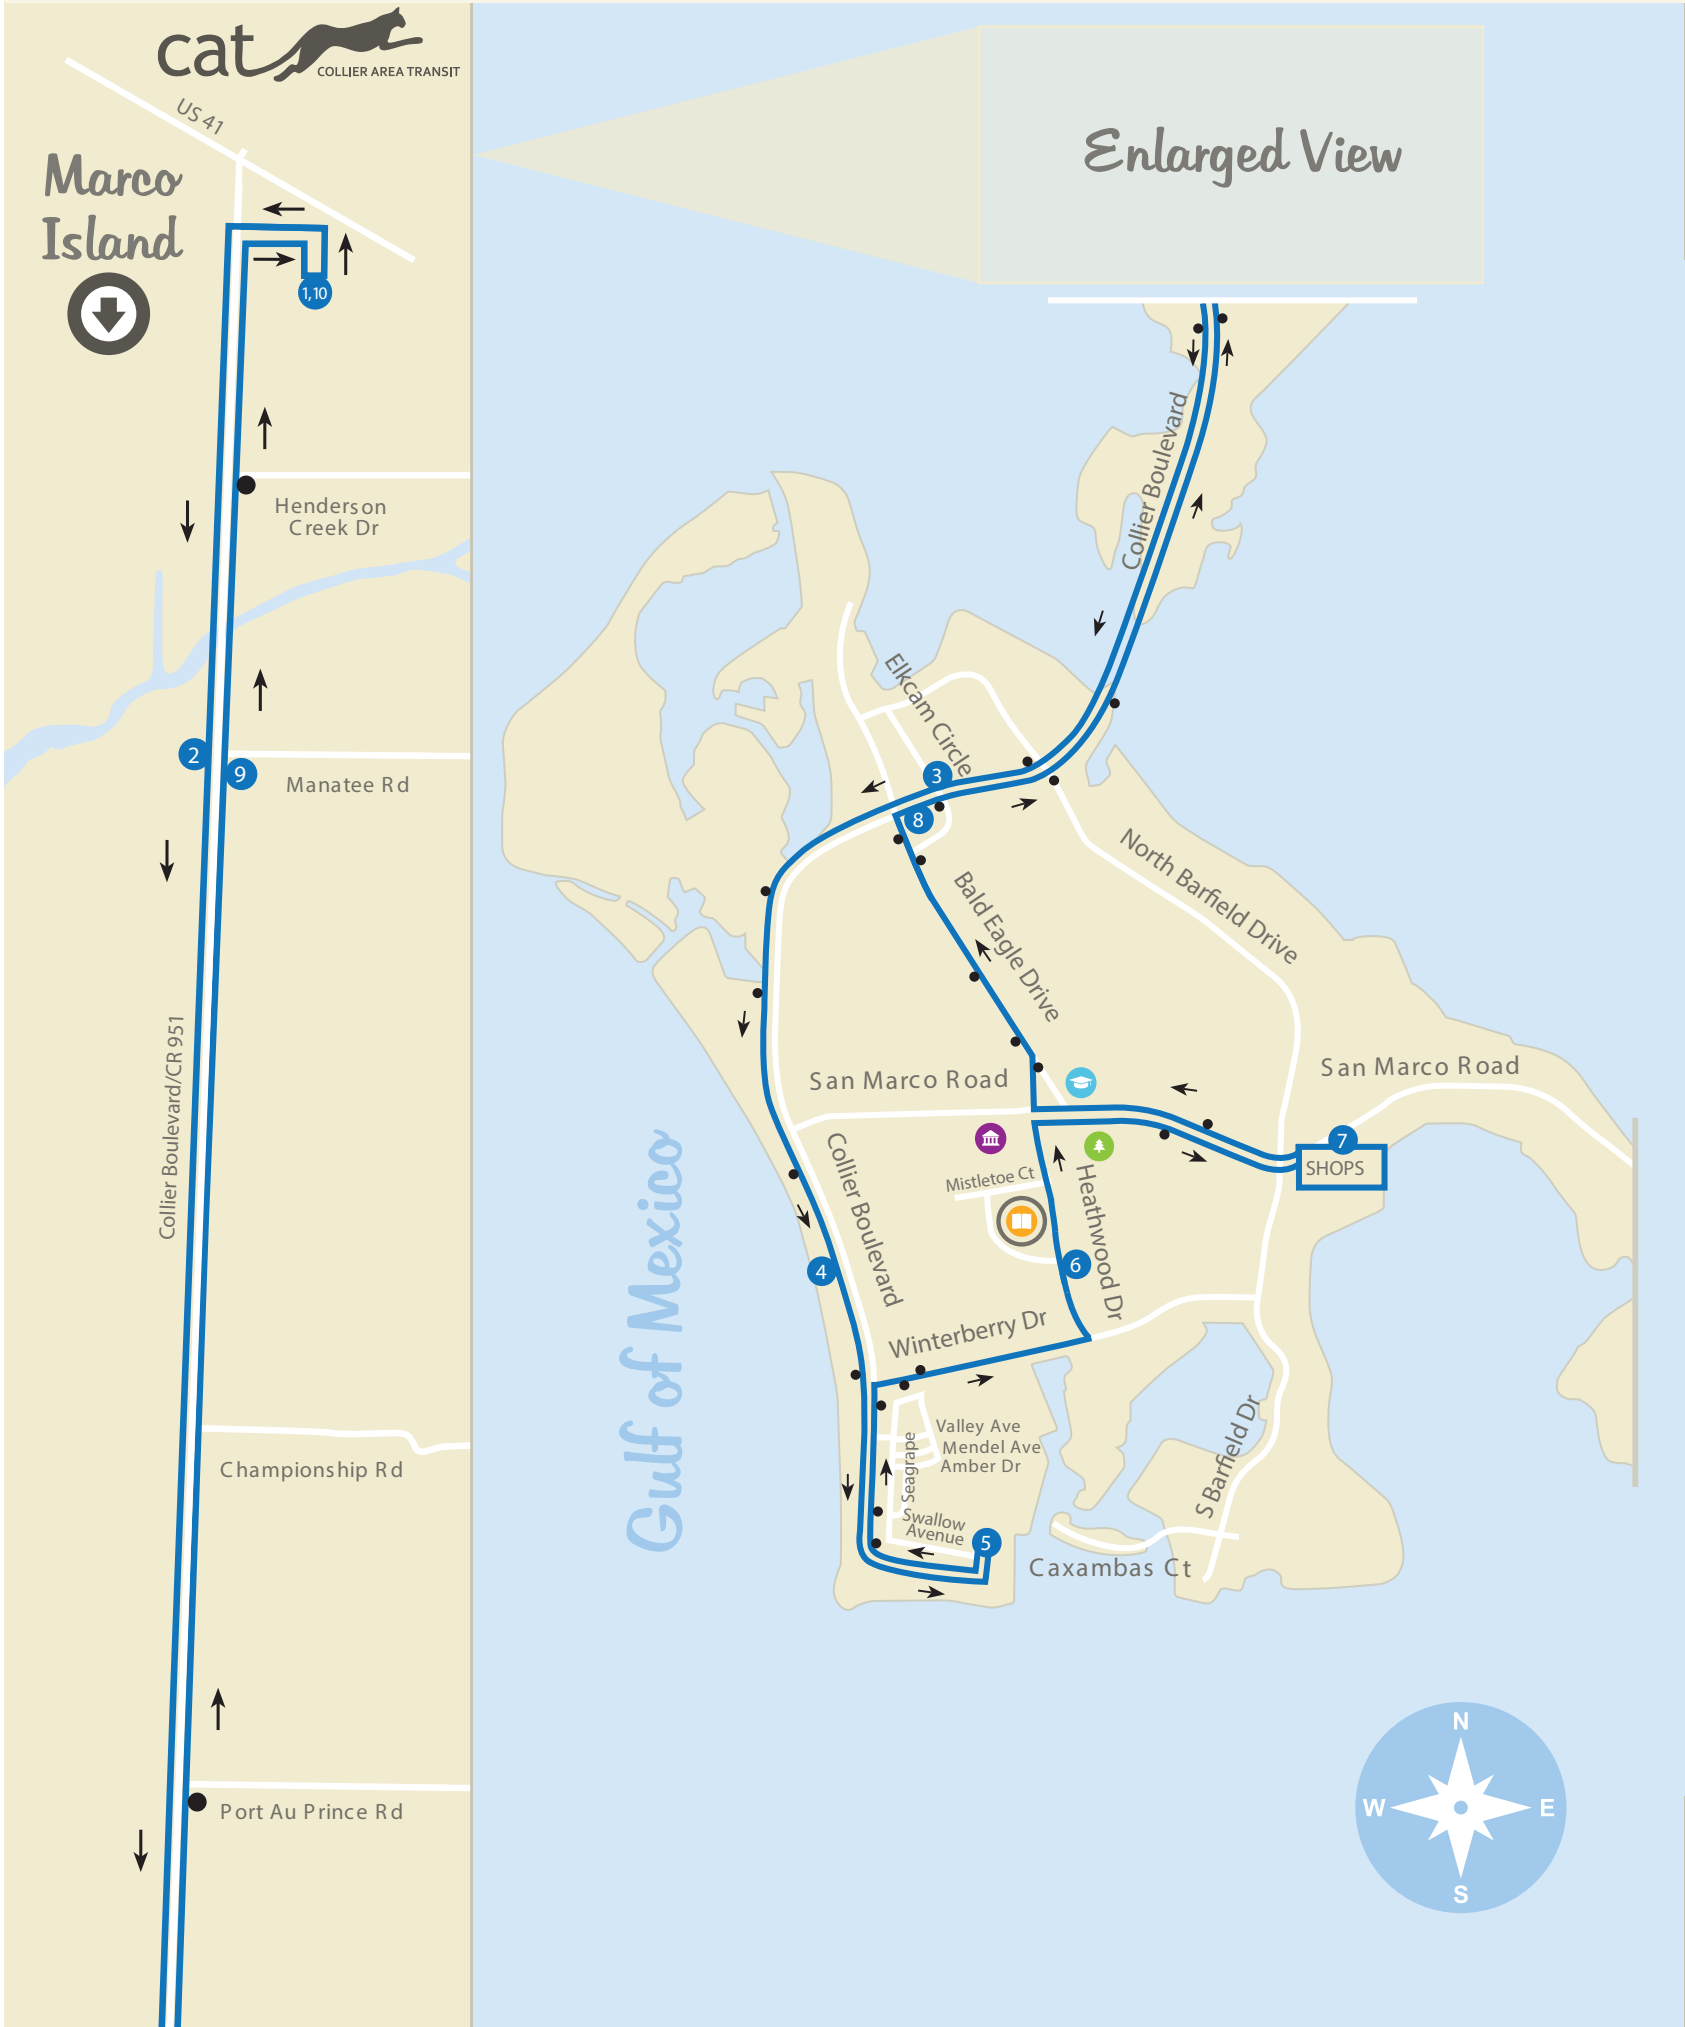 cat
COLLIER AREA TRANSIT
US 41
Marco
Island
1,10
Henderson
Creek Dr
2
9
Manatee Rd
Collier Boulevard/CR 951
Championship Rd
Port Au Prince Rd
Enlarged View
Collier Boulevard
Elkcam Circle
3
8
North Barfield Drive
Bald Eagle Drive
San Marco Road
San Marco Road
7
SHOPS
Mistletoe Ct
Heathwood Dr
Collier Boulevard
6
4
Gulf of Mexico
Winterberry Dr
Valley Ave
Mendel Ave
Amber Dr
Seagrape
Swallow
Avenue
5
S Barfield Dr
Caxambas Ct
N
W
E
S